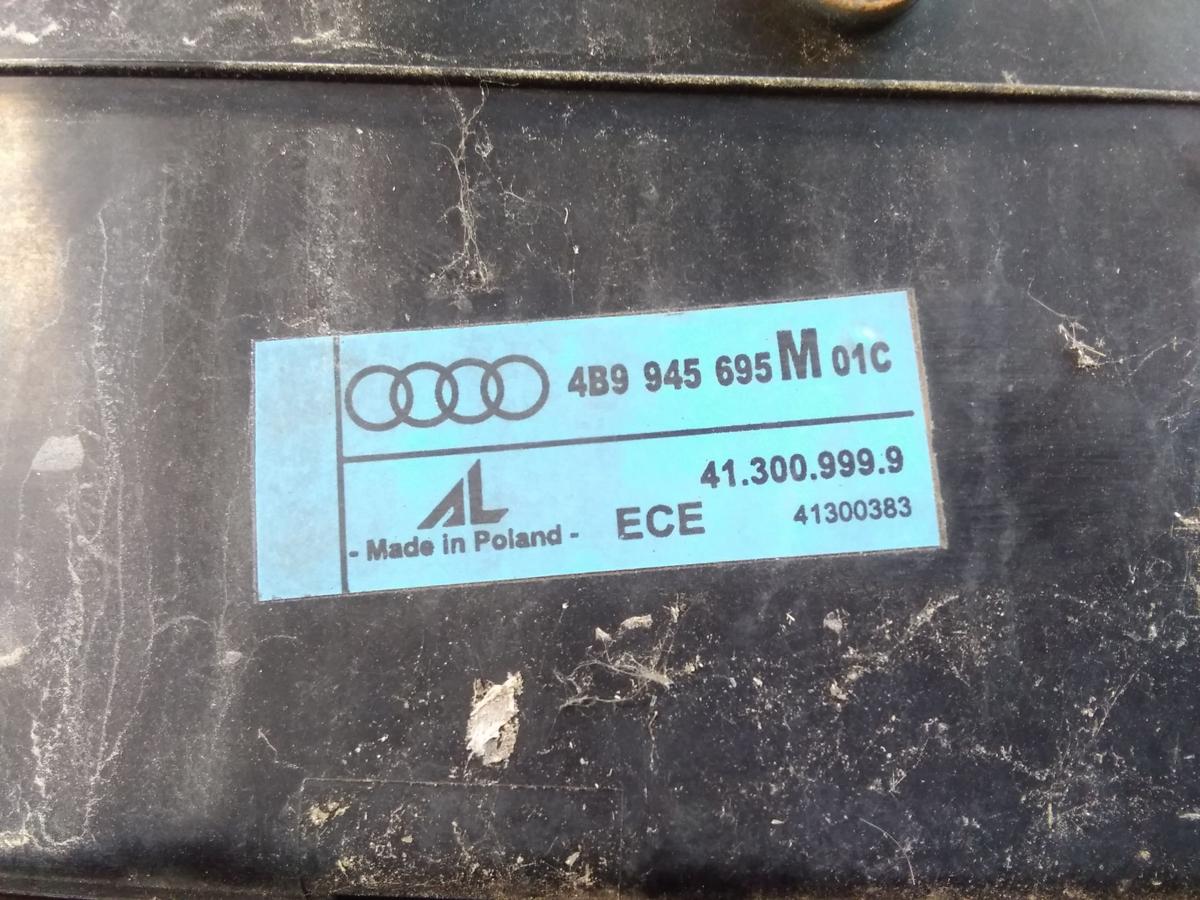 4B9 945 695 M 01C
41.300.999.9
AL
- Made in Poland - ECE 41300383